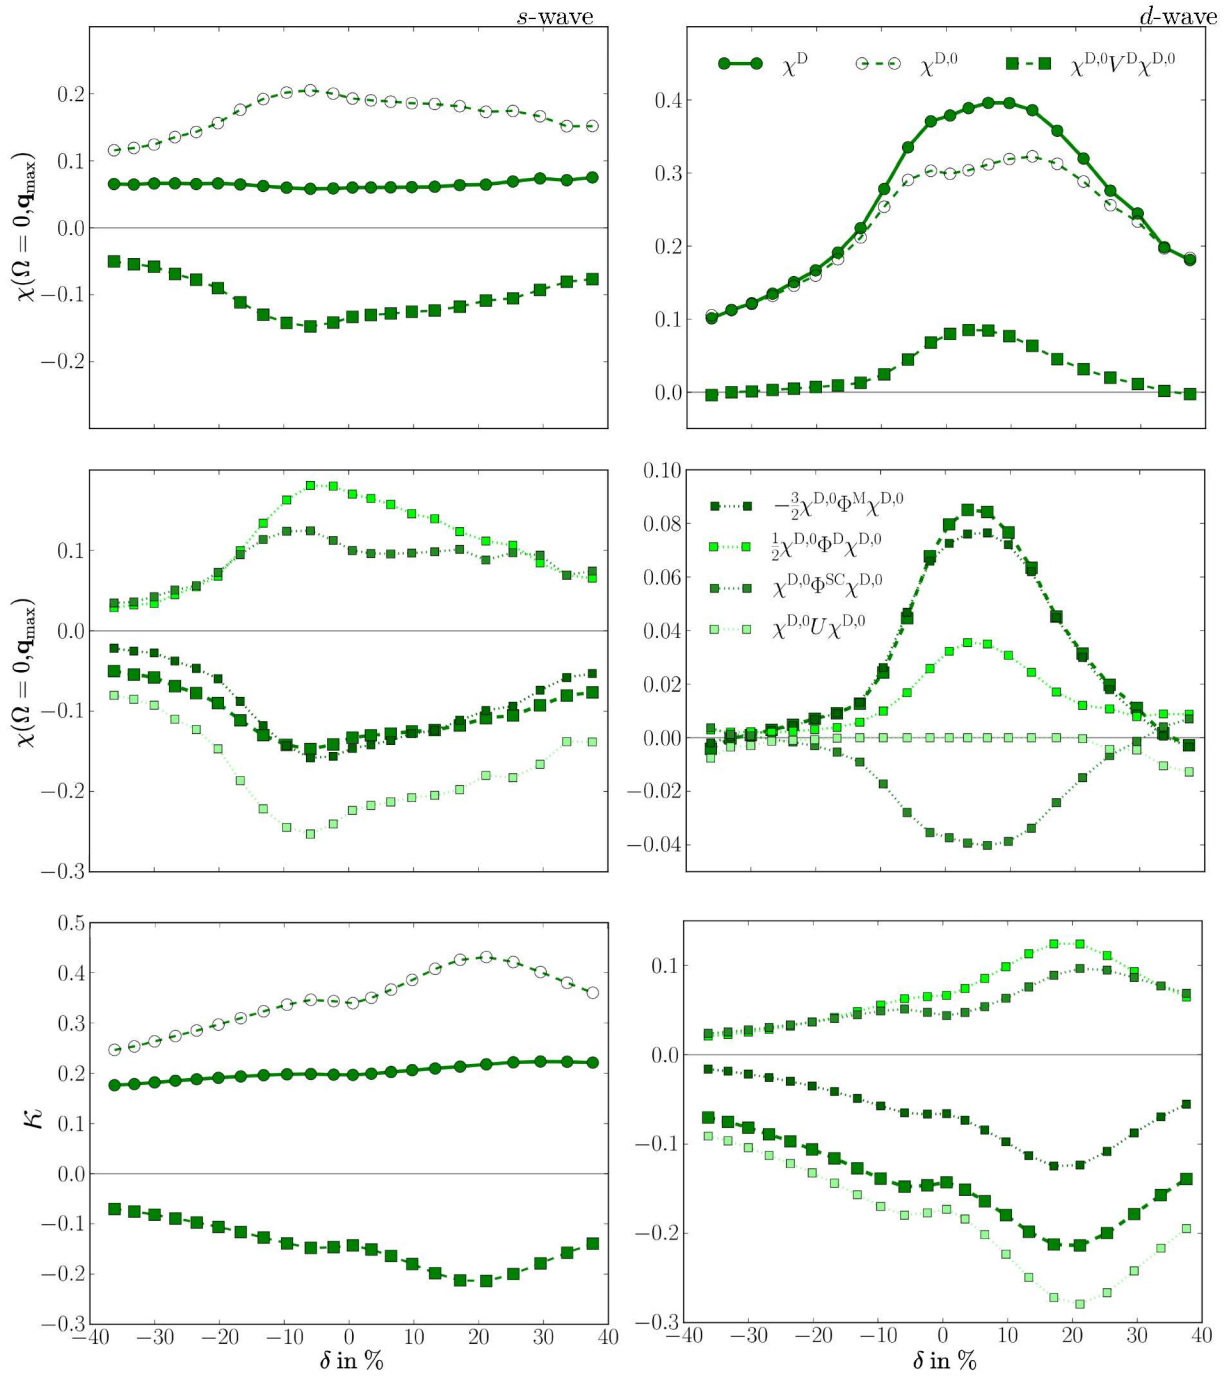 s-wave
d-wave
χ(Ω = 0,q_max)
0.2
0.1
0.0
−0.1
−0.2
χ^D
χ^{D,0}
χ^{D,0}V^Dχ^{D,0}
0.4
0.3
0.2
0.1
0.0
χ(Ω = 0,q_max)
0.1
0.0
−0.1
−0.2
−0.3
0.10
0.08
0.06
0.04
0.02
0.00
−0.02
−0.04
−3/2χ^{D,0}Φ^Mχ^{D,0}
1/2χ^{D,0}Φ^Dχ^{D,0}
χ^{D,0}Φ^{SC}χ^{D,0}
χ^{D,0}Uχ^{D,0}
κ
0.5
0.4
0.3
0.2
0.1
0.0
−0.1
−0.2
−0.3
−40 −30 −20 −10 0 10 20 30 40
δ in %
0.1
0.0
−0.1
−0.2
−0.3
−40 −30 −20 −10 0 10 20 30 40
δ in %